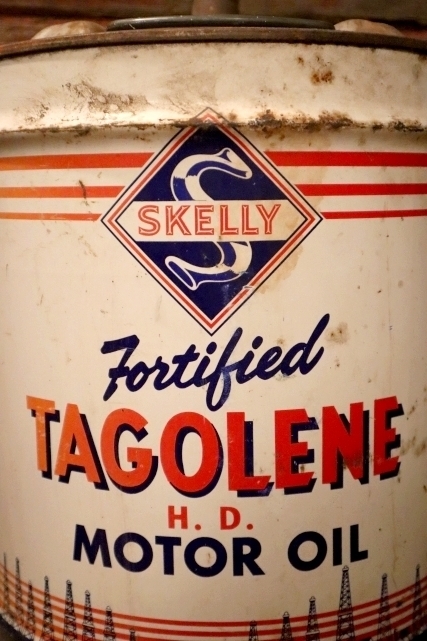 S
SKELLY
Fortified
TAGOLENE
H. D.
MOTOR OIL